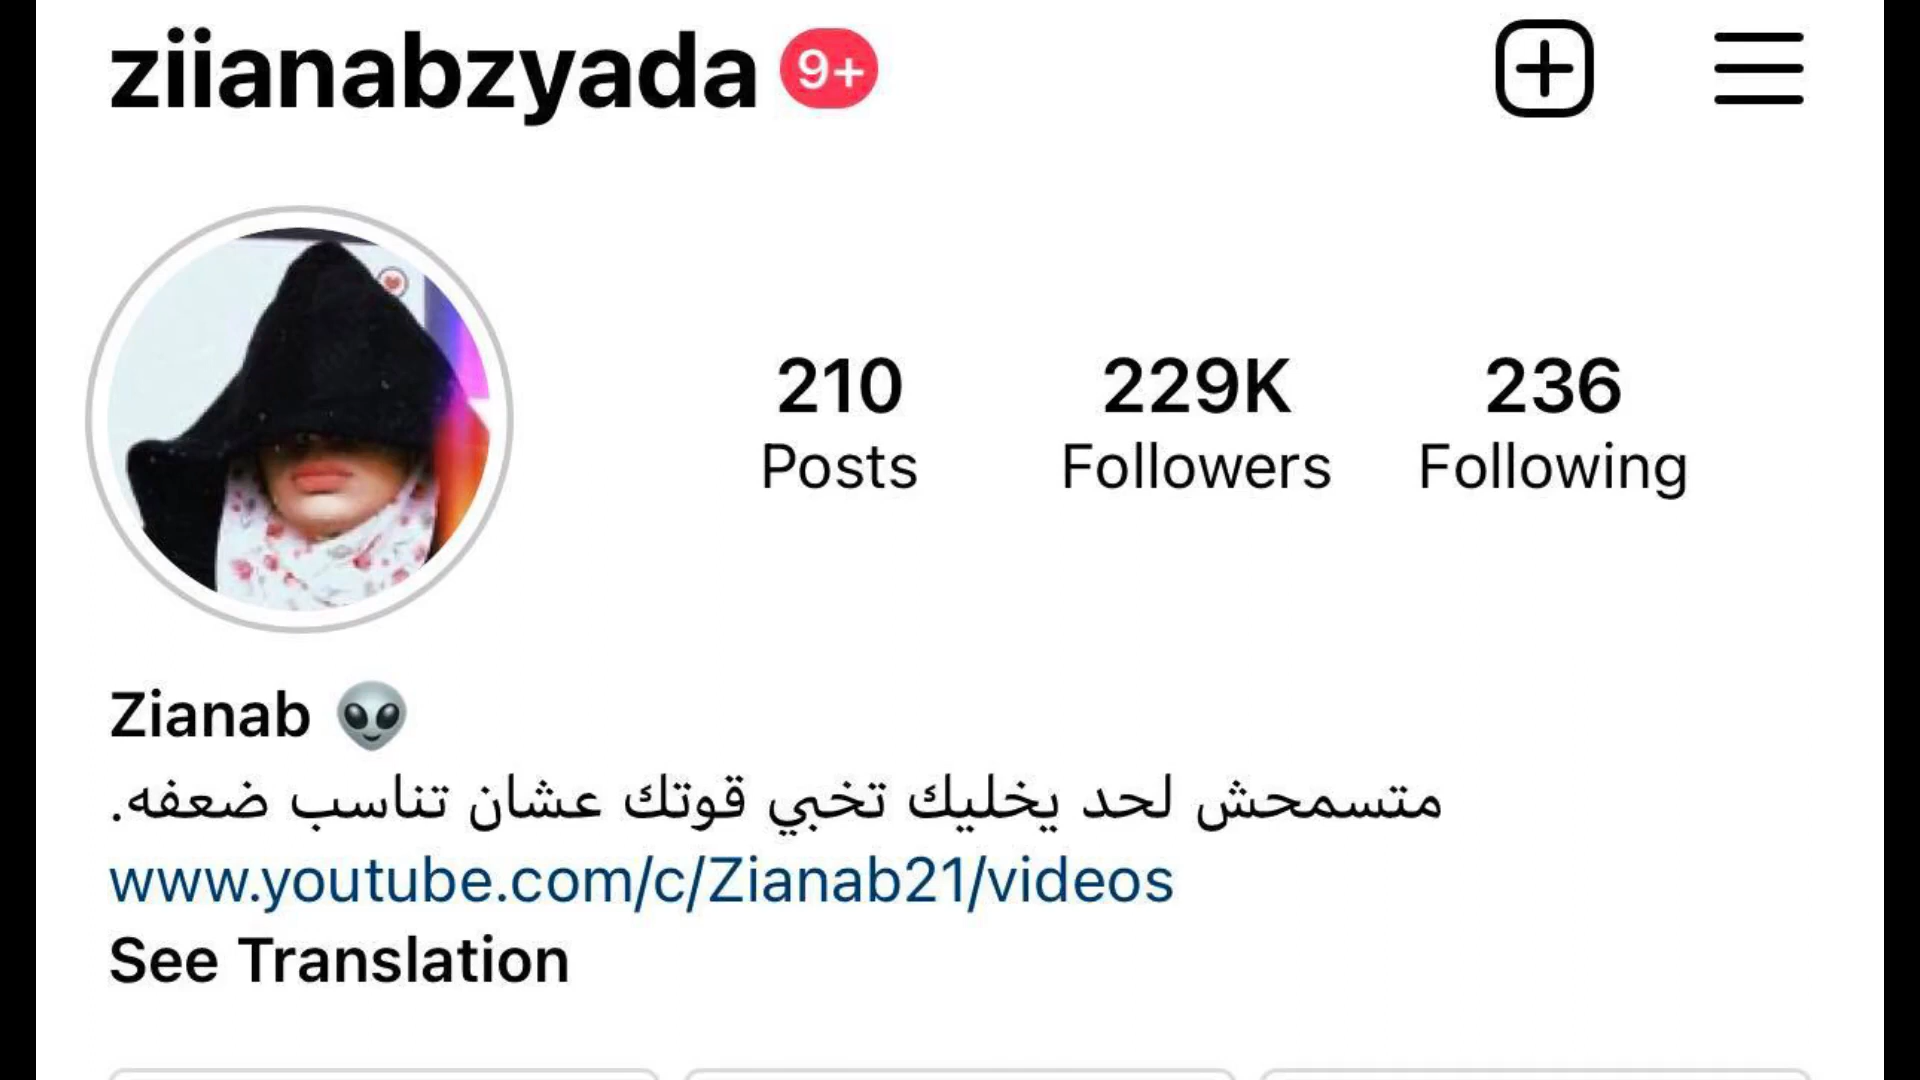 ziianabzyada 9+
210 229K 236
Posts Followers Following
Zianab 👽
متسمحش لحد يخليك تخبي قوتك عشان تناسب ضعفه.
www.youtube.com/c/Zianab21/videos
See Translation